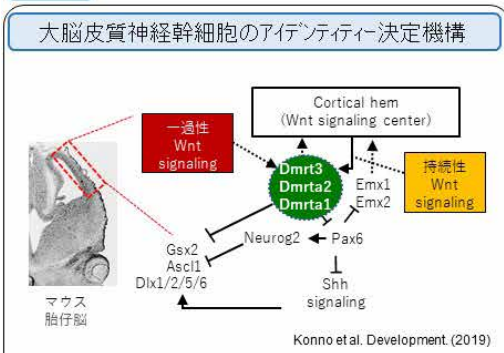 大脳皮質神経幹細胞のアイデンティティー決定機構
Cortical hem
(Wnt signaling center)
一過性
Wnt
signaling
Dmrt3
Dmrta2
Dmrta1
Emx1
Emx2
持続性
Wnt
signaling
Gsx2
Ascl1
Dlx1/2/5/6
Neurog2
Pax6
Shh
signaling
マウス
胎仔脳
Konno et al. Development. (2019)